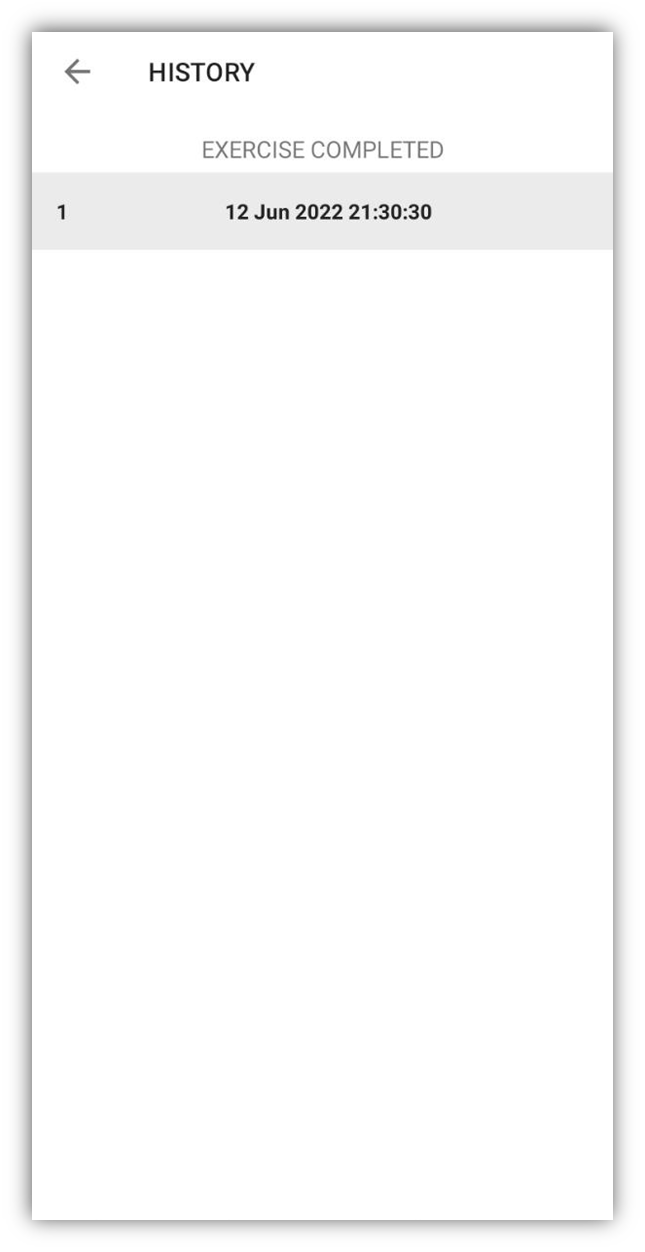 HISTORY
EXERCISE COMPLETED
1 12 Jun 2022 21:30:30